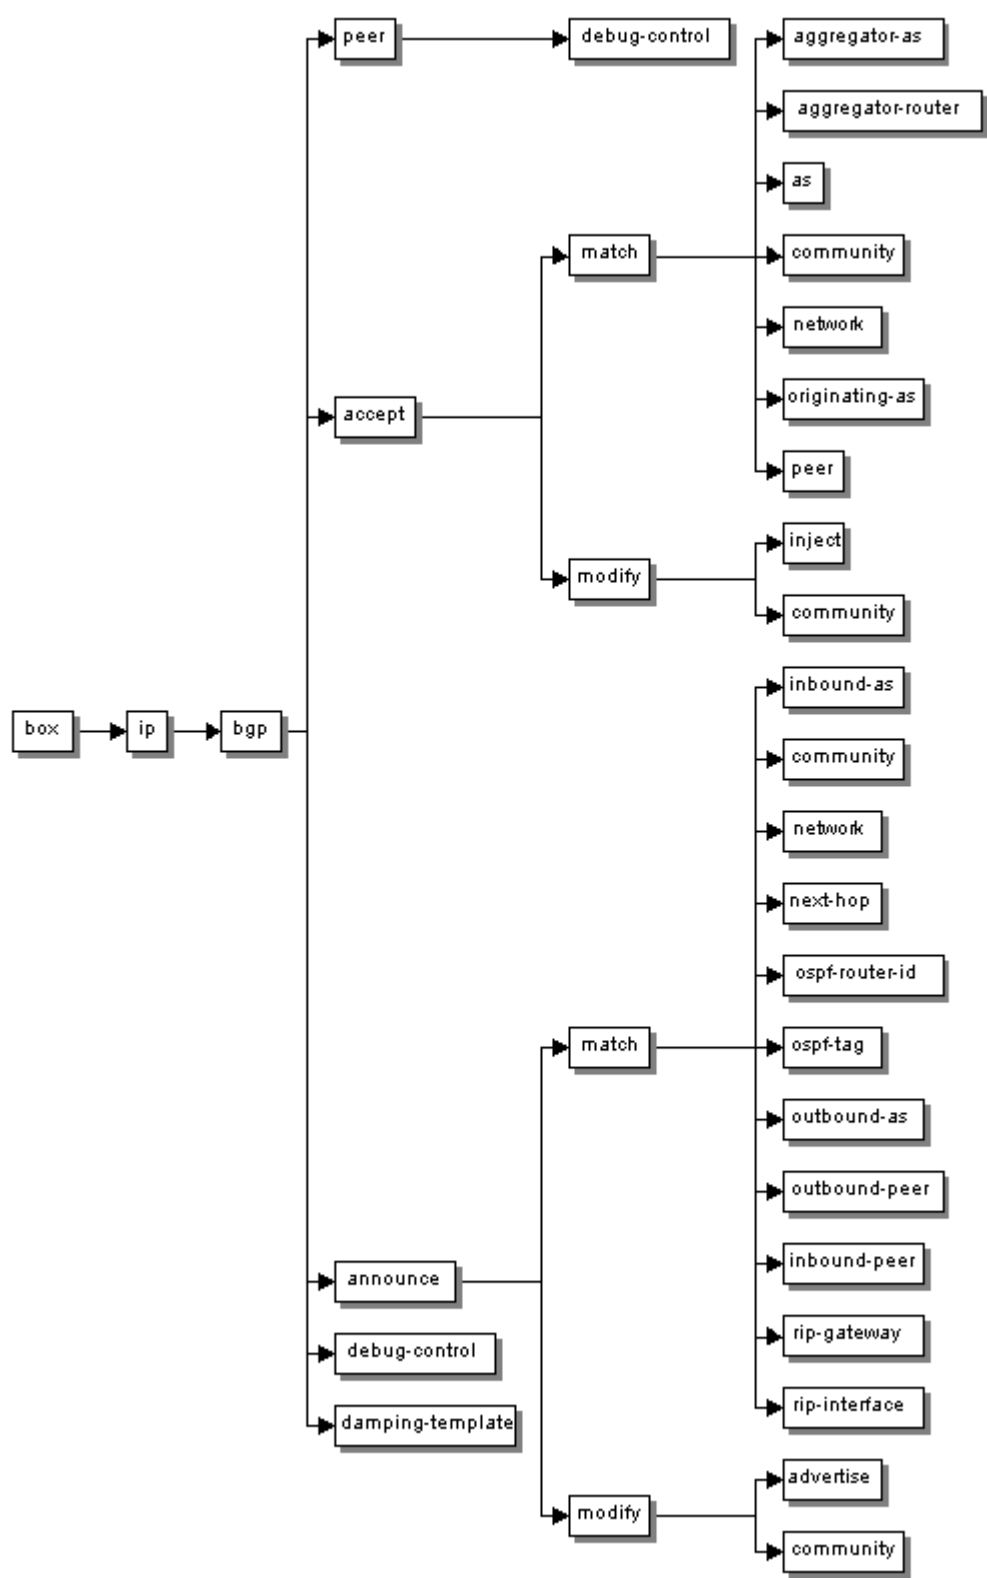 peer
debug-control
aggregator-as
aggregator-router
as
match
community
network
originating-as
accept
peer
inject
modify
community
inbound-as
box
ip
bgp
community
network
next-hop
ospf-router-id
match
ospf-tag
outbound-as
outbound-peer
inbound-peer
announce
rip-gateway
debug-control
rip-interface
damping-template
advertise
modify
community